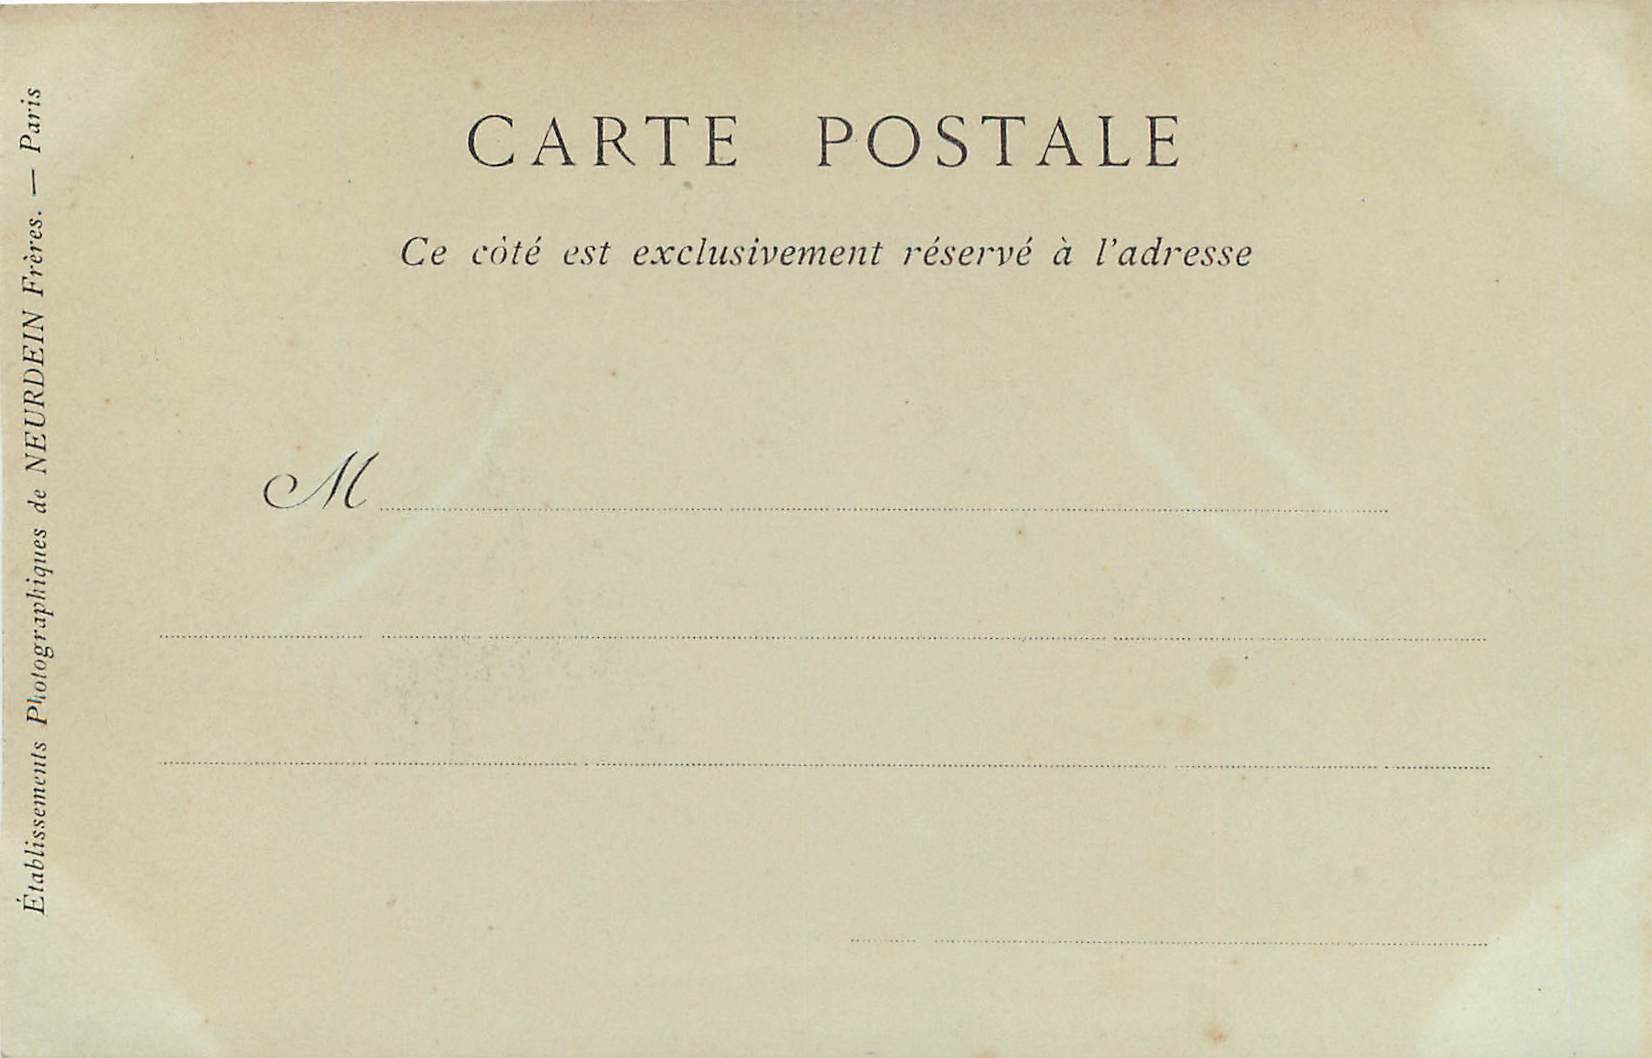 CARTE POSTALE
Ce côté est exclusivement réservé à l'adresse
M
Établissements Photographiques de NEURDEIN Frères. — Paris